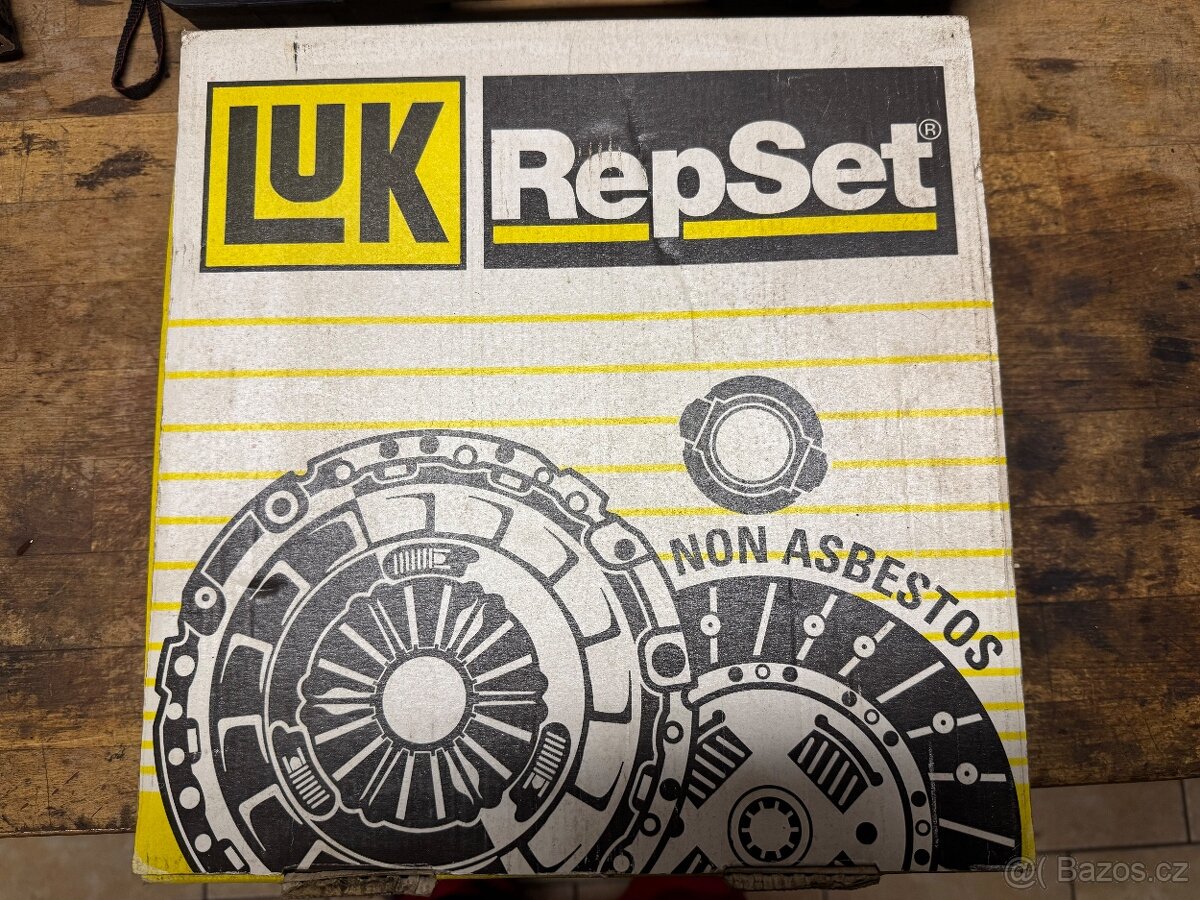 LUK
RepSet®
NON ASBESTOS
@( Bazos.cz